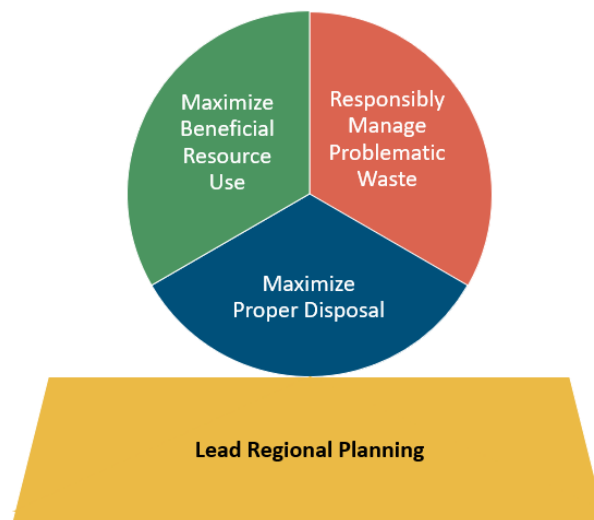 Maximize
Beneficial
Resource
Use
Responsibly
Manage
Problematic
Waste
Maximize
Proper Disposal
Lead Regional Planning